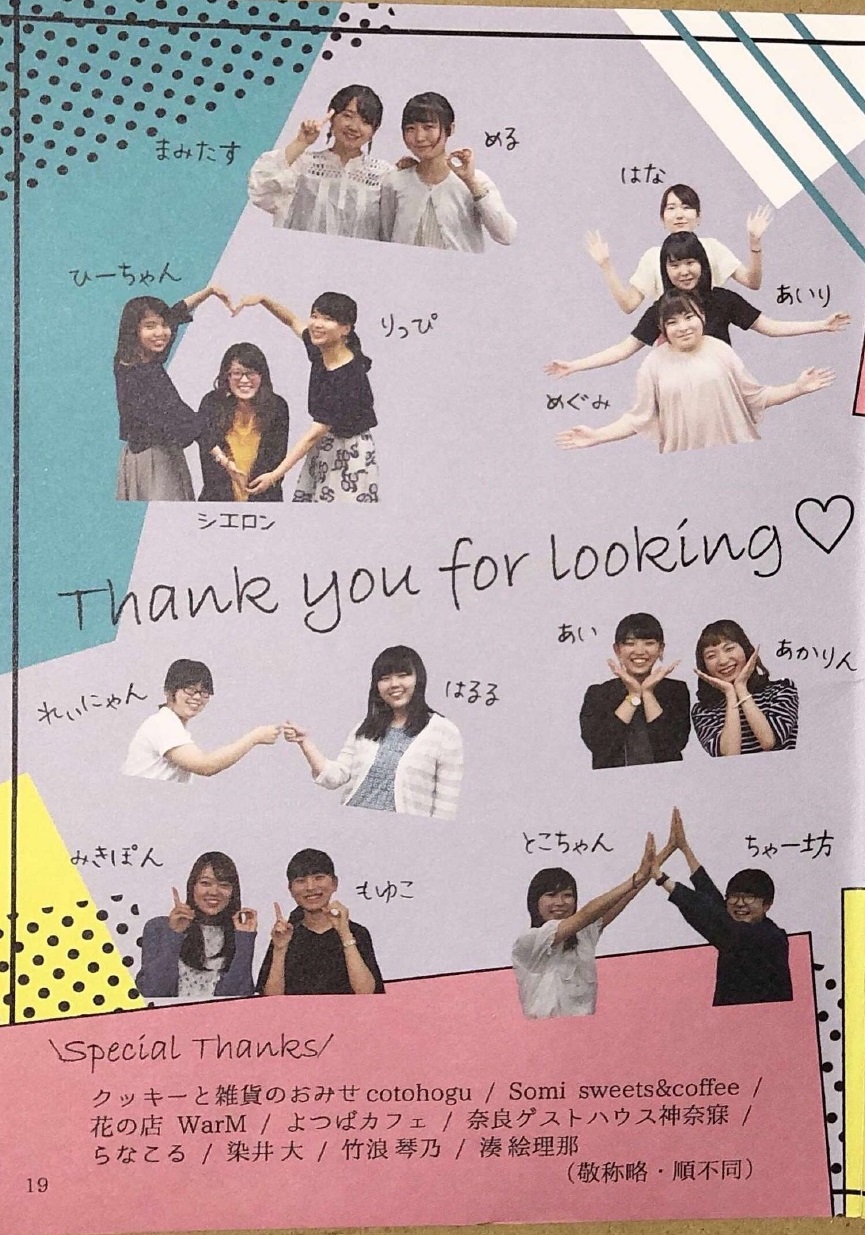 まみたす
める
はな
ひーちゃん
りっぴ
あいり
めぐみ
シエロン
Thank you for looking♡
あい
あかりん
れいにゃん
はるる
みきぽん
もゆこ
とこちゃん
ちゃー坊
\Special Thanks/
クッキーと雑貨のおみせ cotohogu / Somi sweets&coffee /
花の店 WarM / よつばカフェ / 奈良ゲストハウス神奈寐 /
らなこる / 染井 大 / 竹浪 琴乃 / 湊 絵理那
(敬称略・順不同)
19